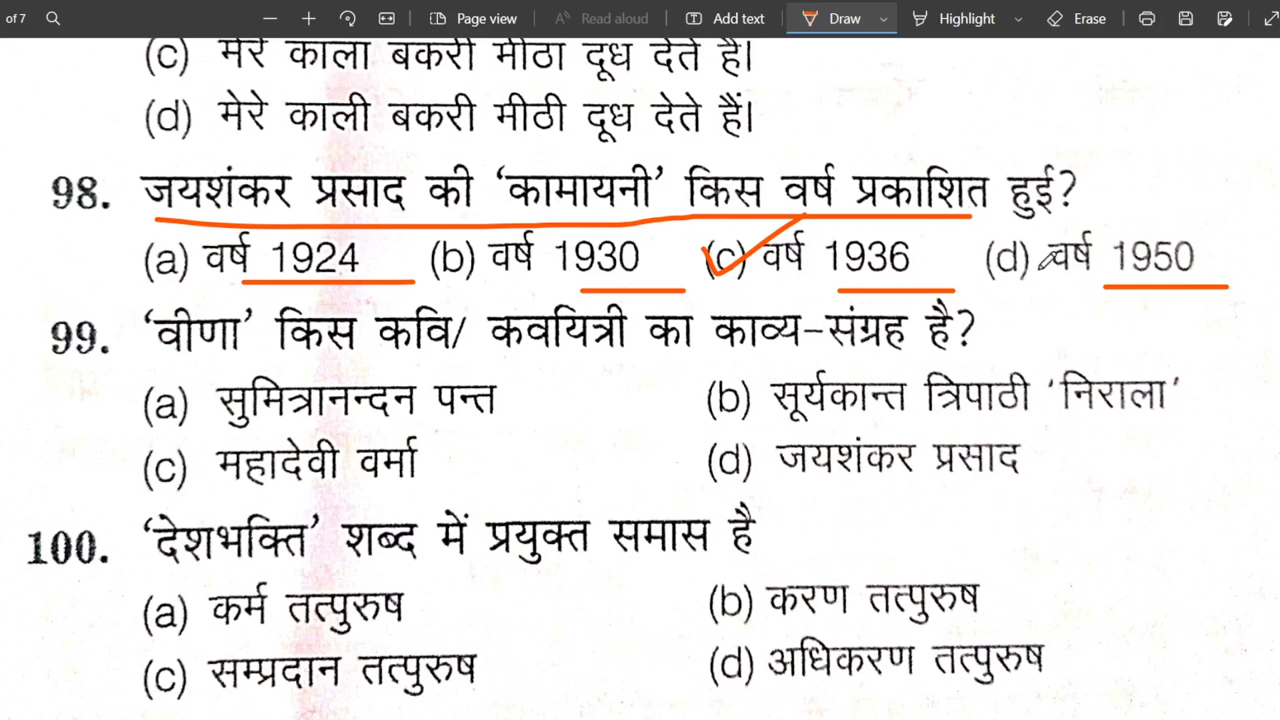 of 7 Page view Read aloud Add text Draw Highlight Erase
(c) मेरे काला बकरी मीठा दूध देते हैं।
(d) मेरे काली बकरी मीठी दूध देते हैं।
98. जयशंकर प्रसाद की ‘कामायनी’ किस वर्ष प्रकाशित हुई?
(a) वर्ष 1924 (b) वर्ष 1930 (c) वर्ष 1936 (d) वर्ष 1950
99. ‘वीणा’ किस कवि/ कवयित्री का काव्य-संग्रह है?
(a) सुमित्रानन्दन पन्त (b) सूर्यकान्त त्रिपाठी 'निराला'
(c) महादेवी वर्मा (d) जयशंकर प्रसाद
100. ‘देशभक्ति’ शब्द में प्रयुक्त समास है
(a) कर्म तत्पुरुष (b) करण तत्पुरुष
(c) सम्प्रदान तत्पुरुष (d) अधिकरण तत्पुरुष